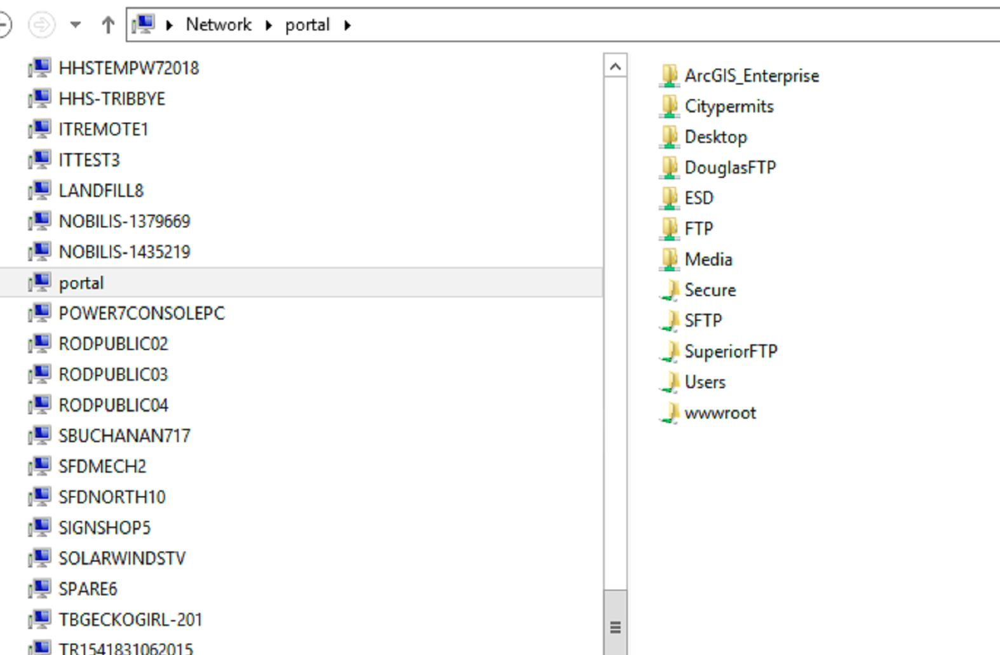 Network portal
HHSTEMPW72018
HHS-TRIBBYE
ITREMOTE1
ITTEST3
LANDFILL8
NOBILIS-1379669
NOBILIS-1435219
portal
POWER7CONSOLEPC
RODPUBLIC02
RODPUBLIC03
RODPUBLIC04
SBUCHANAN717
SFDMECH2
SFDNORTH10
SIGNSHOP5
SOLARWINDSTV
SPARE6
TBGECKOGIRL-201
TR1541831062015
ArcGIS_Enterprise
Citypermits
Desktop
DouglasFTP
ESD
FTP
Media
Secure
SFTP
SuperiorFTP
Users
wwwroot